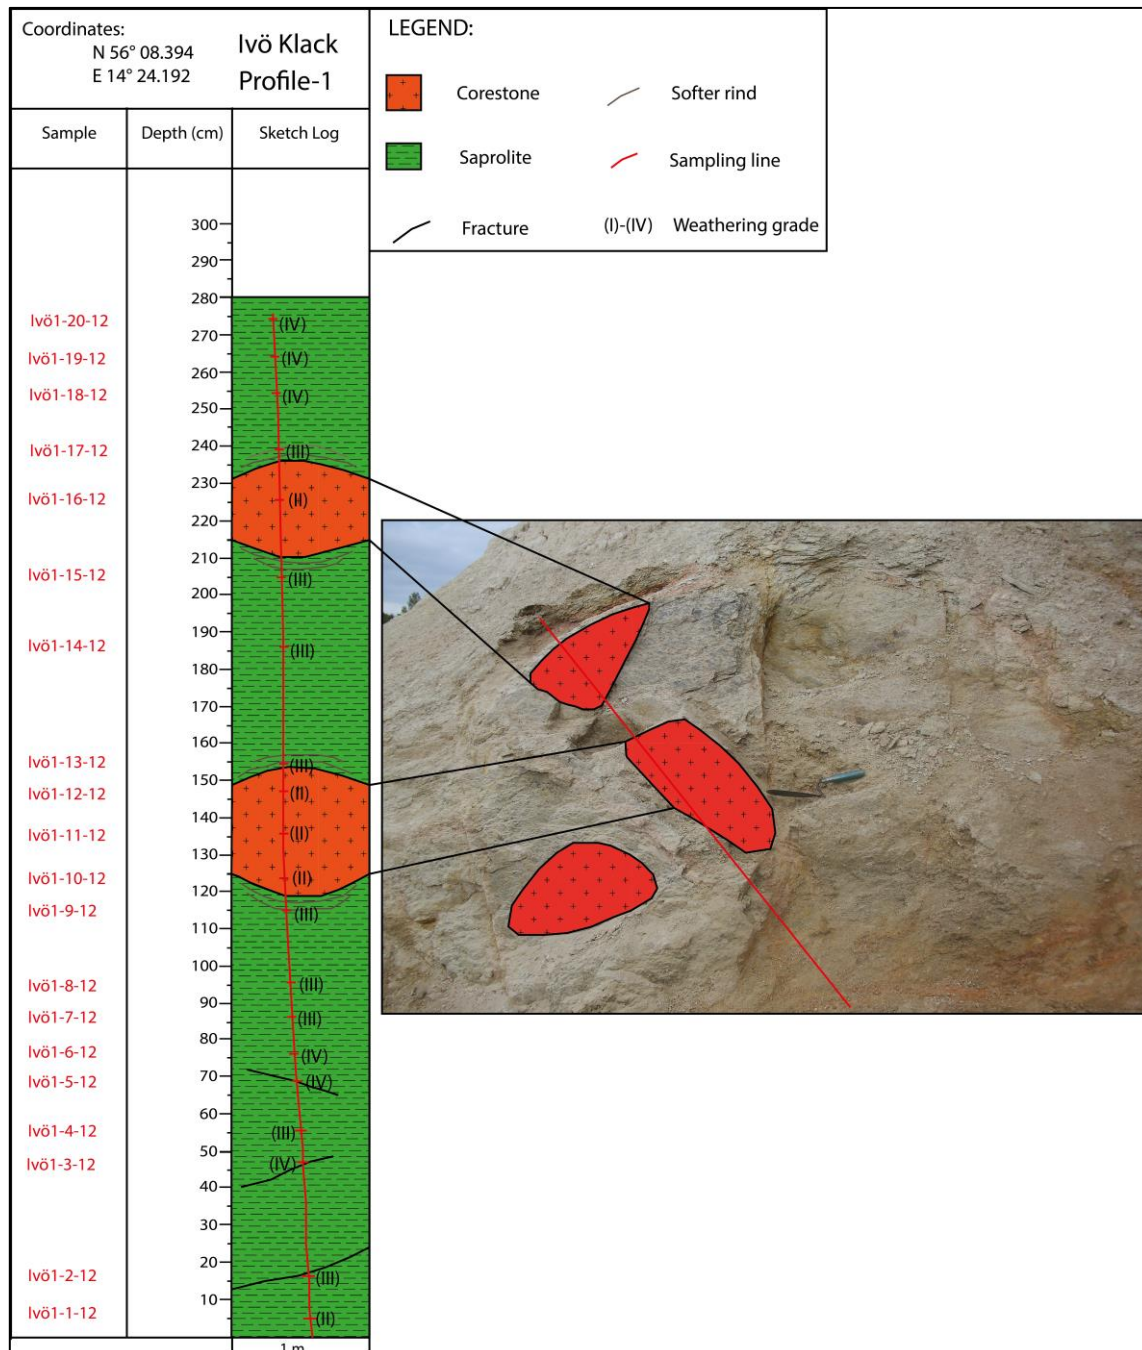 Coordinates:
N 56° 08.394
E 14° 24.192
Ivö Klack
Profile-1
LEGEND:
Corestone
Softer rind
Saprolite
Sampling line
Fracture
(I)-(IV) Weathering grade
Sample
Depth (cm)
Sketch Log
300
290
280
Ivö1-20-12
(IV)
270
Ivö1-19-12
(IV)
260
Ivö1-18-12
(IV)
250
240
Ivö1-17-12
(III)
230
Ivö1-16-12
(II)
220
210
Ivö1-15-12
(III)
200
190
Ivö1-14-12
(III)
180
170
160
Ivö1-13-12
(III)
150
Ivö1-12-12
(II)
140
Ivö1-11-12
(II)
130
Ivö1-10-12
(II)
120
Ivö1-9-12
(III)
110
100
Ivö1-8-12
(III)
90
Ivö1-7-12
(III)
80
Ivö1-6-12
(IV)
70
Ivö1-5-12
(IV)
60
Ivö1-4-12
(III)
50
Ivö1-3-12
(IV)
40
30
20
Ivö1-2-12
(III)
10
Ivö1-1-12
(II)
1 m